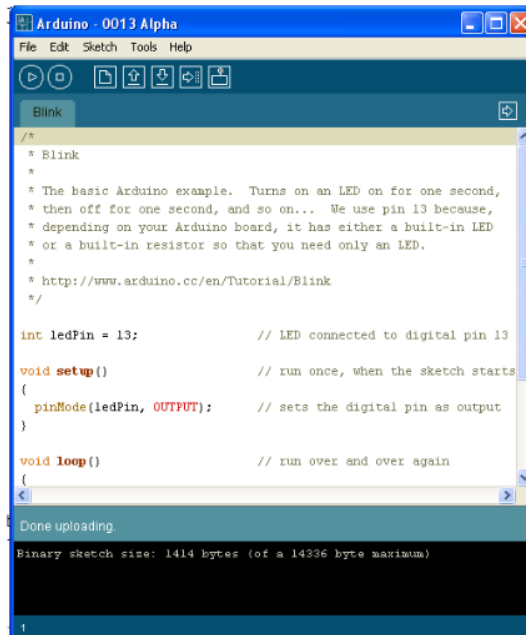 Arduino - 0013 Alpha
File Edit Sketch Tools Help
Blink
/*
* Blink
*
* The basic Arduino example.  Turns on an LED on for one second,
* then off for one second, and so on...  We use pin 13 because,
* depending on your Arduino board, it has either a built-in LED
* or a built-in resistor so that you need only an LED.
*
* http://www.arduino.cc/en/Tutorial/Blink
*/
int ledPin = 13; // LED connected to digital pin 13
void setup() // run once, when the sketch starts
{
pinMode(ledPin, OUTPUT); // sets the digital pin as output
}
void loop() // run over and over again
{
Done uploading.
Binary sketch size: 1414 bytes (of a 14336 byte maximum)
1